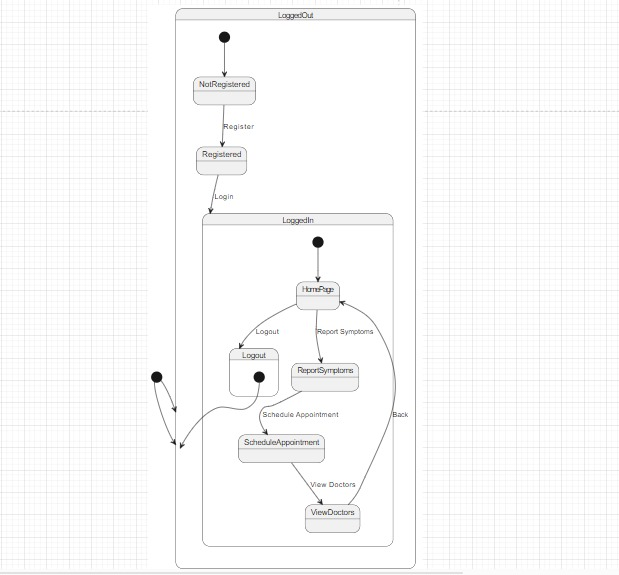 LoggedOut
NotRegistered
Register
Registered
Login
LoggedIn
HomePage
Logout
Report Symptoms
Logout
ReportSymptoms
Schedule Appointment
Back
ScheduleAppointment
View Doctors
ViewDoctors